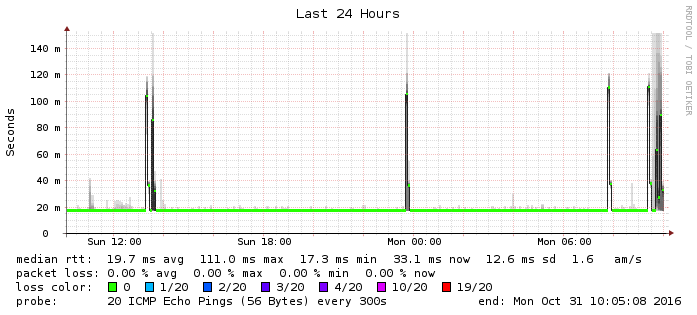 Last 24 Hours
RRDTOOL / TOBI OETIKER
Seconds
140 m
120 m
100 m
80 m
60 m
40 m
20 m
0
Sun 12:00 Sun 18:00 Mon 00:00 Mon 06:00
median rtt: 19.7 ms avg 111.0 ms max 17.3 ms min 33.1 ms now 12.6 ms sd 1.6 am/s
packet loss: 0.00 % avg 0.00 % max 0.00 % min 0.00 % now
loss color: 0 1/20 2/20 3/20 4/20 10/20 19/20
probe: 20 ICMP Echo Pings (56 Bytes) every 300s end: Mon Oct 31 10:05:08 2016